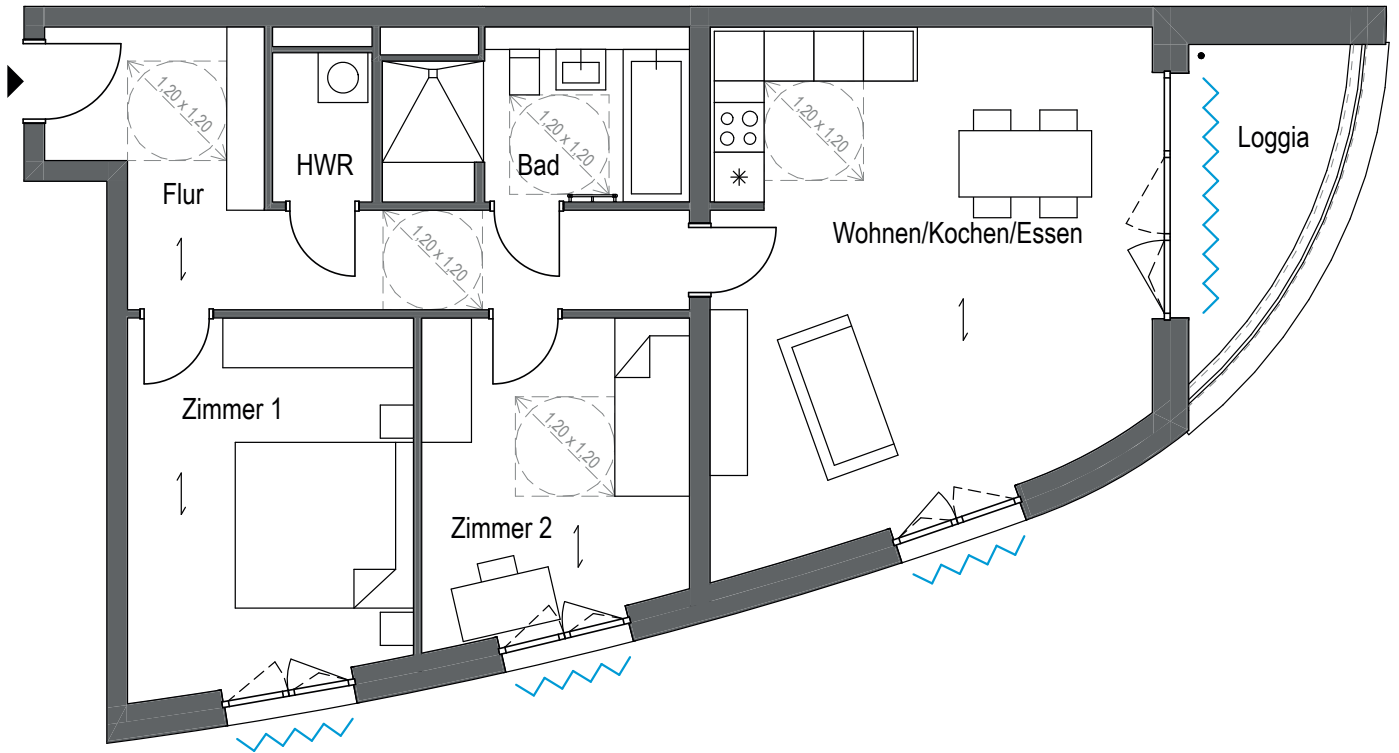 1,20 x 1,20
Flur
HWR
1,20 x 1,20
Bad
1,20 x 1,20
Wohnen/Kochen/Essen
Loggia
1,20 x 1,20
Zimmer 1
1,20 x 1,20
Zimmer 2